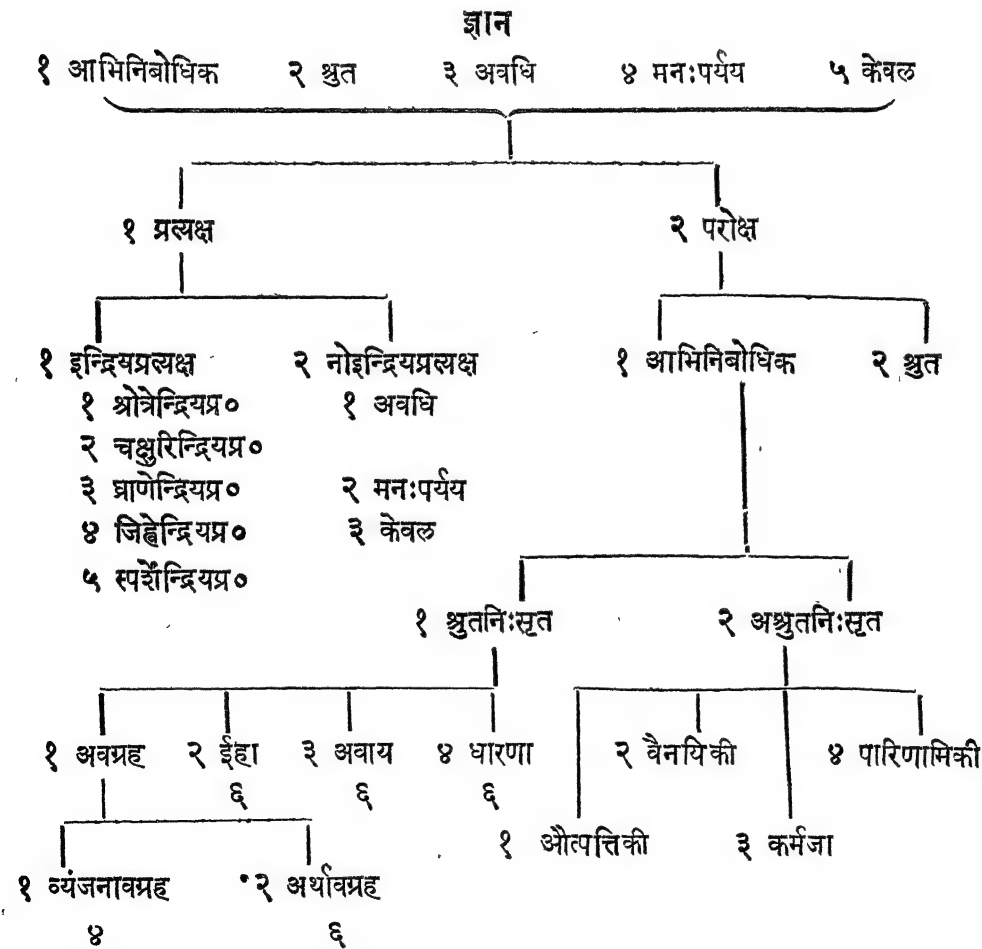 ज्ञान
१ आभिनिबोधिक २ श्रुत ३ अवधि ४ मनःपर्यय ५ केवल
१ प्रत्यक्ष २ परोक्ष
१ इन्द्रियप्रत्यक्ष २ नोइन्द्रियप्रत्यक्ष १ आभिनिबोधिक २ श्रुत
१ श्रोत्रेन्द्रियप्र० १ अवधि
२ चक्षुरिन्द्रियप्र०
३ घ्राणेन्द्रियप्र० २ मनःपर्यय
४ जिह्वेन्द्रियप्र० ३ केवल
५ स्पर्शेन्द्रियप्र०
१ श्रुतनिःसृत २ अश्रुतनिःसृत
१ अवग्रह २ ईहा ३ अवाय ४ धारणा २ वैनयिकी ४ पारिणामिकी
६ ६ ६
१ औत्पत्तिकी ३ कर्मजा
१ व्यंजनावग्रह २ अर्थावग्रह
४ ६